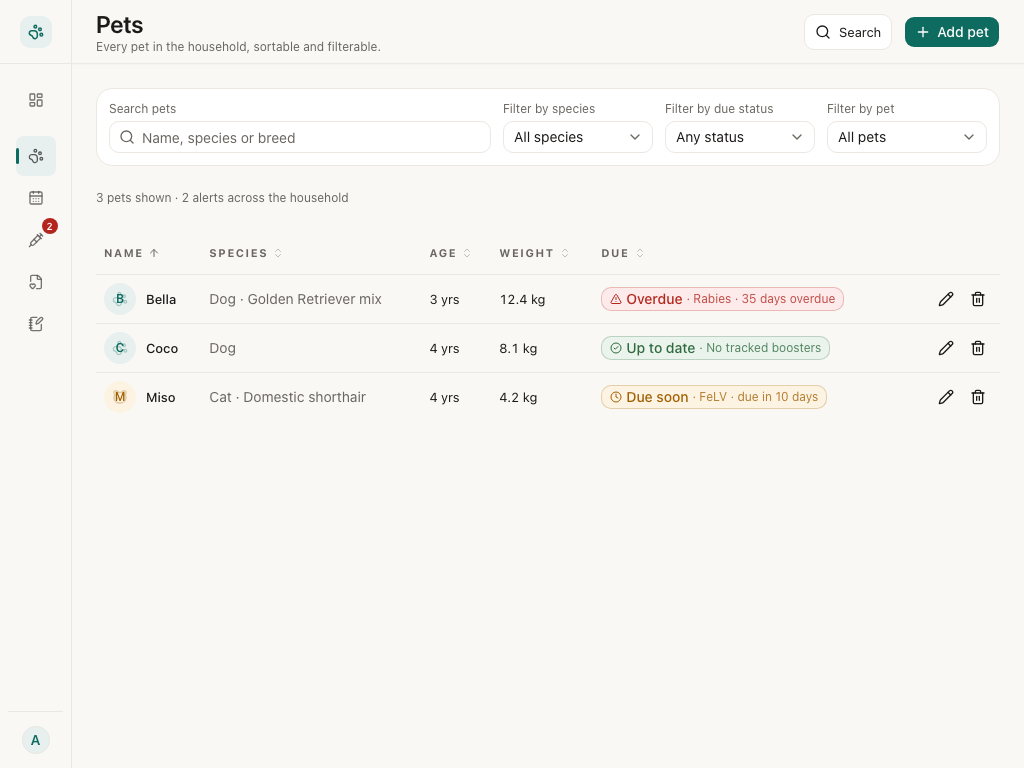 Pets
Every pet in the household, sortable and filterable.
Search
Add pet
Search pets
Name, species or breed
Filter by species
All species
Filter by due status
Any status
Filter by pet
All pets
3 pets shown · 2 alerts across the household
2
NAME SPECIES AGE WEIGHT DUE
B Bella Dog · Golden Retriever mix 3 yrs 12.4 kg Overdue · Rabies · 35 days overdue
C Coco Dog 4 yrs 8.1 kg Up to date · No tracked boosters
M Miso Cat · Domestic shorthair 4 yrs 4.2 kg Due soon · FeLV · due in 10 days
A